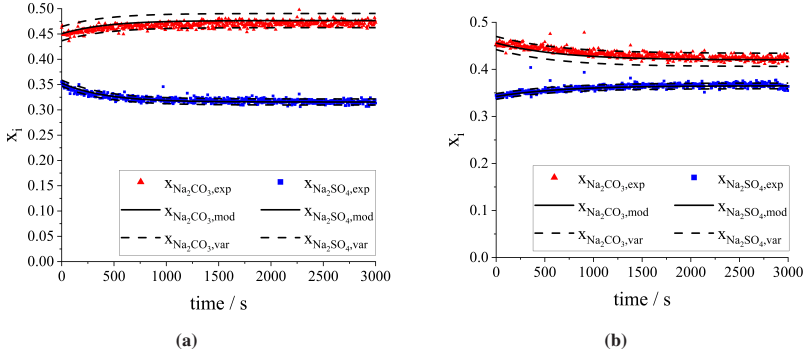 0.50
0.45
0.40
0.35
0.30
0.25
0.20
0.15
0.10
0.05
0.00
x_i
x_Na₂CO₃,exp x_Na₂SO₄,exp
x_Na₂CO₃,mod x_Na₂SO₄,mod
x_Na₂CO₃,var x_Na₂SO₄,var
0 500 1000 1500 2000 2500 3000
time / s
(a)
0.5
0.4
0.3
0.2
0.1
0.0
x_i
x_Na₂CO₃,exp x_Na₂SO₄,exp
x_Na₂CO₃,mod x_Na₂SO₄,mod
x_Na₂CO₃,var x_Na₂SO₄,var
0 500 1000 1500 2000 2500 3000
time / s
(b)